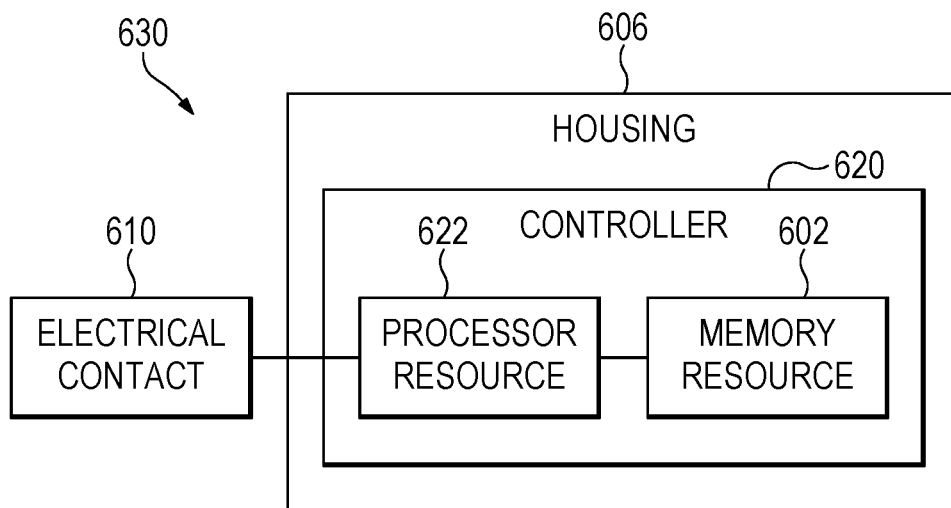 630
606
HOUSING
620
CONTROLLER
610
622
602
ELECTRICAL
CONTACT
PROCESSOR
RESOURCE
MEMORY
RESOURCE